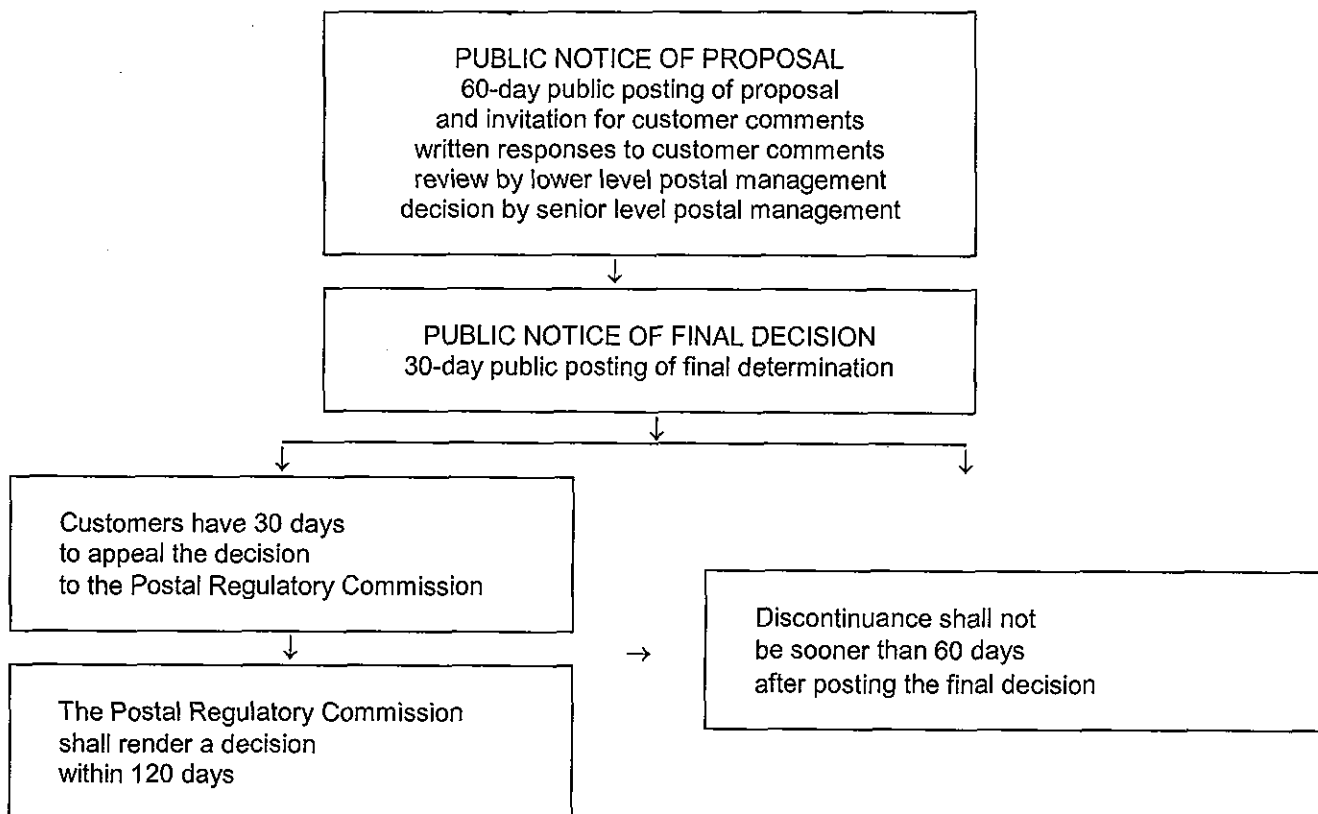 PUBLIC NOTICE OF PROPOSAL
60-day public posting of proposal
and invitation for customer comments
written responses to customer comments
review by lower level postal management
decision by senior level postal management
↓
PUBLIC NOTICE OF FINAL DECISION
30-day public posting of final determination
↓
↓ ↓
Customers have 30 days
to appeal the decision
to the Postal Regulatory Commission
↓
→
The Postal Regulatory Commission
shall render a decision
within 120 days
Discontinuance shall not
be sooner than 60 days
after posting the final decision